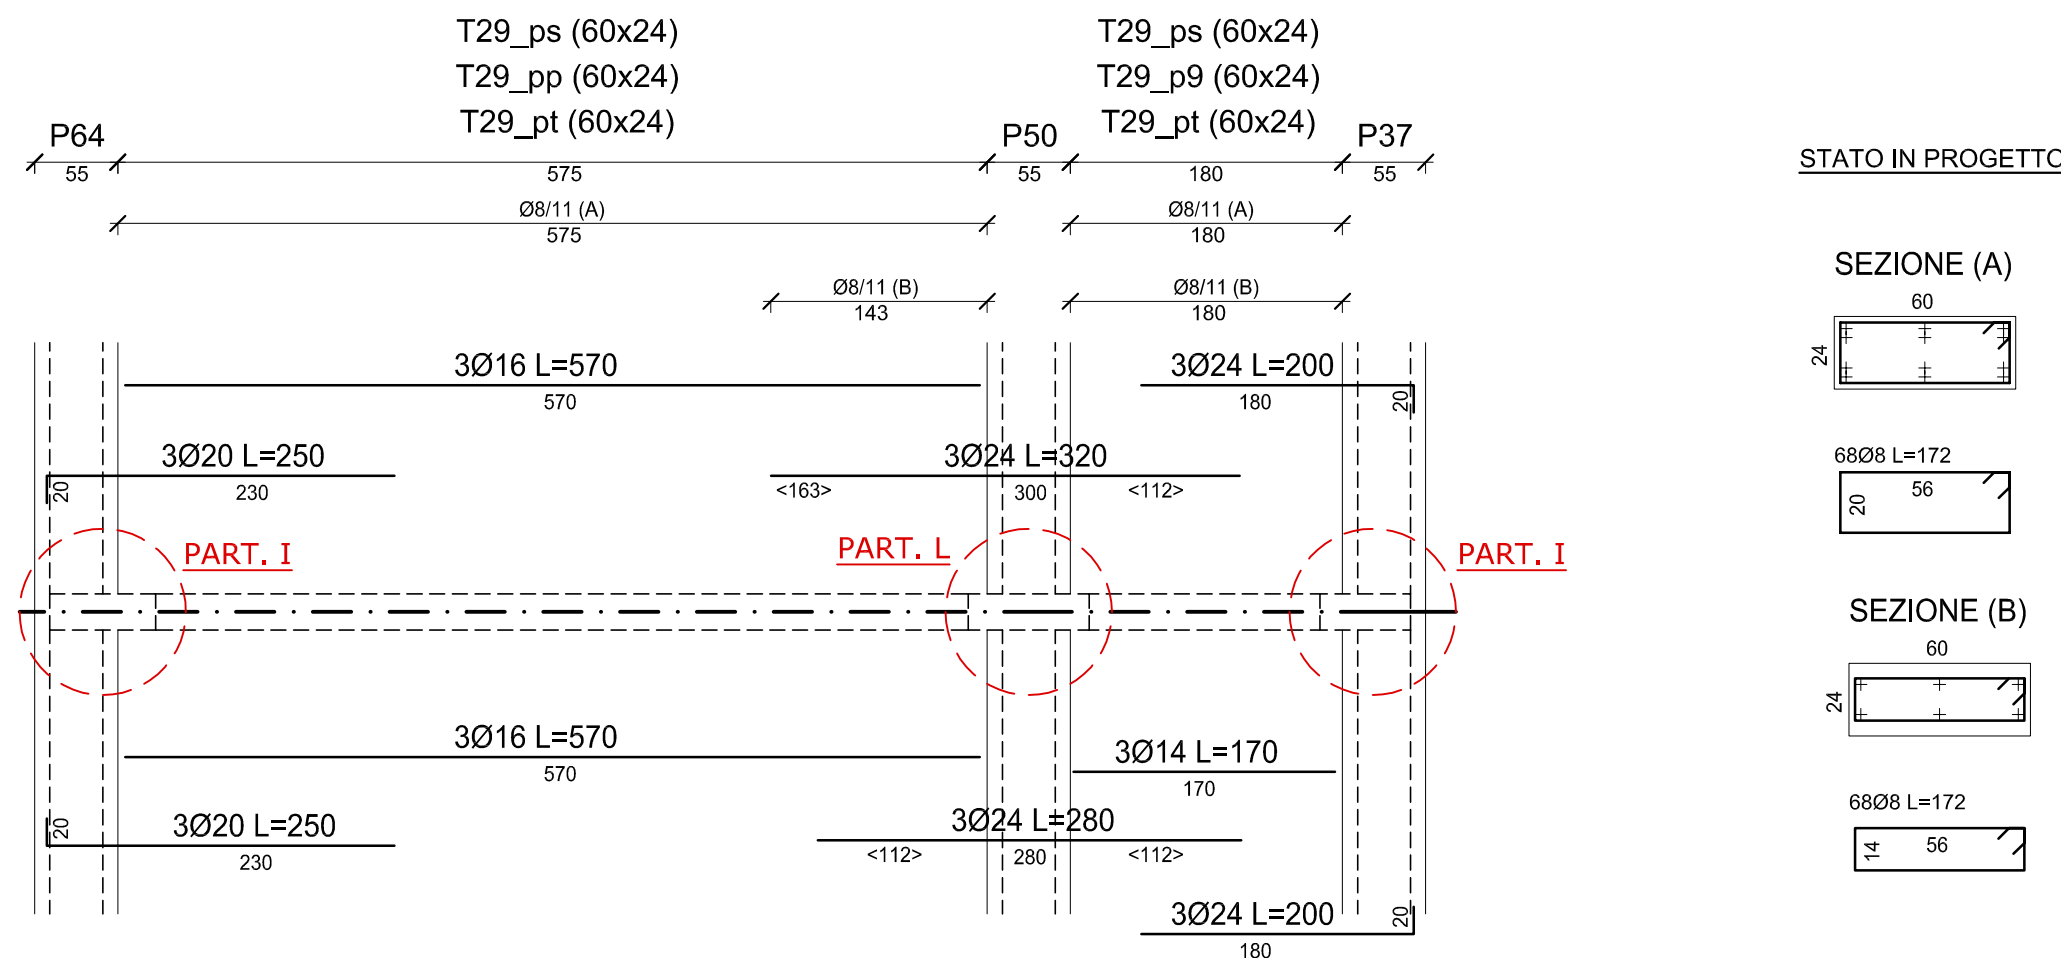 T29_ps (60x24)
T29_pp (60x24)
T29_pt (60x24)
T29_ps (60x24)
T29_p9 (60x24)
T29_pt (60x24)
P64
P50
P37
55
575
55
180
55
Ø8/11 (A)
575
Ø8/11 (A)
180
Ø8/11 (B)
143
Ø8/11 (B)
180
3Ø16 L=570
570
3Ø24 L=200
180
20
3Ø20 L=250
230
20
3Ø24 L=320
<163>
300
<112>
PART. I
PART. L
PART. I
3Ø16 L=570
570
3Ø14 L=170
170
3Ø20 L=250
230
20
3Ø24 L=280
<112>
280
<112>
3Ø24 L=200
180
20
STATO IN PROGETTO
SEZIONE (A)
60
24
68Ø8 L=172
56
20
SEZIONE (B)
60
24
68Ø8 L=172
56
14